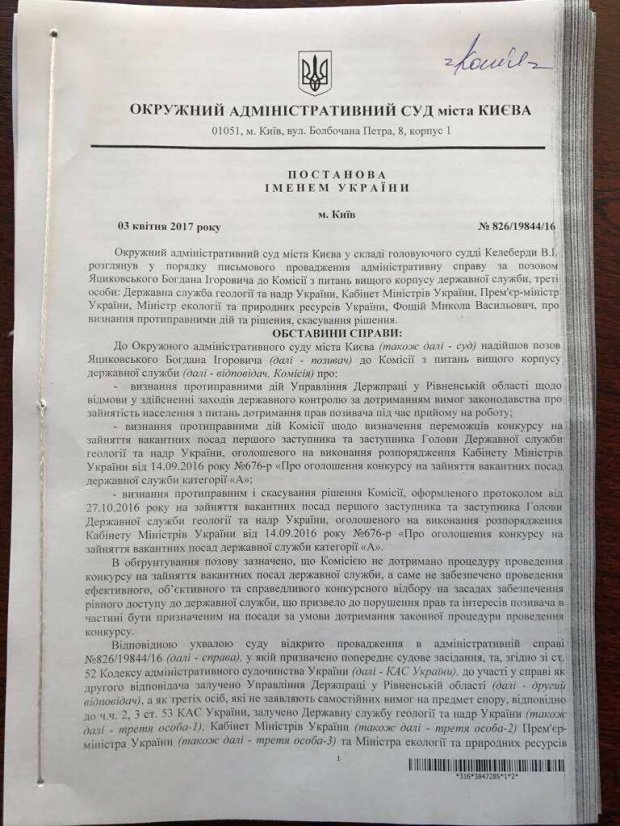 Копія
ОКРУЖНИЙ АДМІНІСТРАТИВНИЙ СУД міста КИЄВА
01051, м. Київ, вул. Болбочана Петра, 8, корпус 1
ПОСТАНОВА
ІМЕНЕМ УКРАЇНИ
м. Київ
03 квітня 2017 року № 826/19844/16
Окружний адміністративний суд міста Києва у складі головуючого судді Келеберди В.І.
розглянув у порядку письмового провадження адміністративну справу за позовом
Яциковського Богдана Ігоровича до Комісії з питань вищого корпусу державної служби, треті
особи: Державна служба геології та надр України, Кабінет Міністрів України, Прем'єр-міністр
України, Міністр екології та природних ресурсів України, Фощій Микола Васильович, про
визнання протиправними дій та рішення, скасування рішення.
ОБСТАВИНИ СПРАВИ:
До Окружного адміністративного суду міста Києва (також далі - суд) надійшов позов
Яциковського Богдана Ігоровича (далі - позивач) до Комісії з питань вищого корпусу
державної служби (далі - відповідач, Комісія) про:
- визнання протиправними дій Управління Держпраці у Рівненській області щодо
відмови у здійсненні заходів державного контролю за дотриманням вимог законодавства про
зайнятість населення з питань дотримання прав позивача під час прийому на роботу;
- визнання протиправними дій Комісії щодо визначення переможців конкурсу на
зайняття вакантних посад першого заступника та заступника Голови Державної служби
геології та надр України, оголошеного на виконання розпорядження Кабінету Міністрів
України від 14.09.2016 року №676-р «Про оголошення конкурсу на зайняття вакантних посад
державної служби категорії «А»;
- визнання протиправним і скасування рішення Комісії, оформленого протоколом від
27.10.2016 року на зайняття вакантних посад першого заступника та заступника Голови
Державної служби геології та надр України, оголошеного на виконання розпорядження
Кабінету Міністрів України від 14.09.2016 року №676-р «Про оголошення конкурсу на
зайняття вакантних посад державної служби категорії «А».
В обґрунтування позову зазначено, що Комісією не дотримано процедуру проведення
конкурсу на зайняття вакантних посад державної служби, а саме не забезпечено проведення
ефективного, об'єктивного та справедливого конкурсного відбору на засадах забезпечення
рівного доступу до державної служби, що призвело до порушення прав та інтересів позивача в
частині бути призначеним на посади за умови дотримання законної процедури проведення
конкурсу.
Відповідною ухвалою суду відкрито провадження в адміністративній справі
№826/19844/16 (далі - справа), у якій призначено попереднє судове засідання, та, згідно зі ст.
52 Кодексу адміністративного судочинства України (далі - КАС України), до участі у справі як
другого відповідача залучено Управління Держпраці у Рівненській області (далі - другий
відповідач), а як третіх осіб, які не заявляють самостійних вимог на предмет спору, відповідно
до ч.ч. 2, 3 ст. 53 КАС України, залучено Державну службу геології та надр України (також
далі - третя особа-1), Кабінет Міністрів України (також далі - третя особа-2) Прем'єр-
міністра України (також далі - третя особа-3) та Міністра екології та природних ресурсів
1
*316*3847285*1*2*